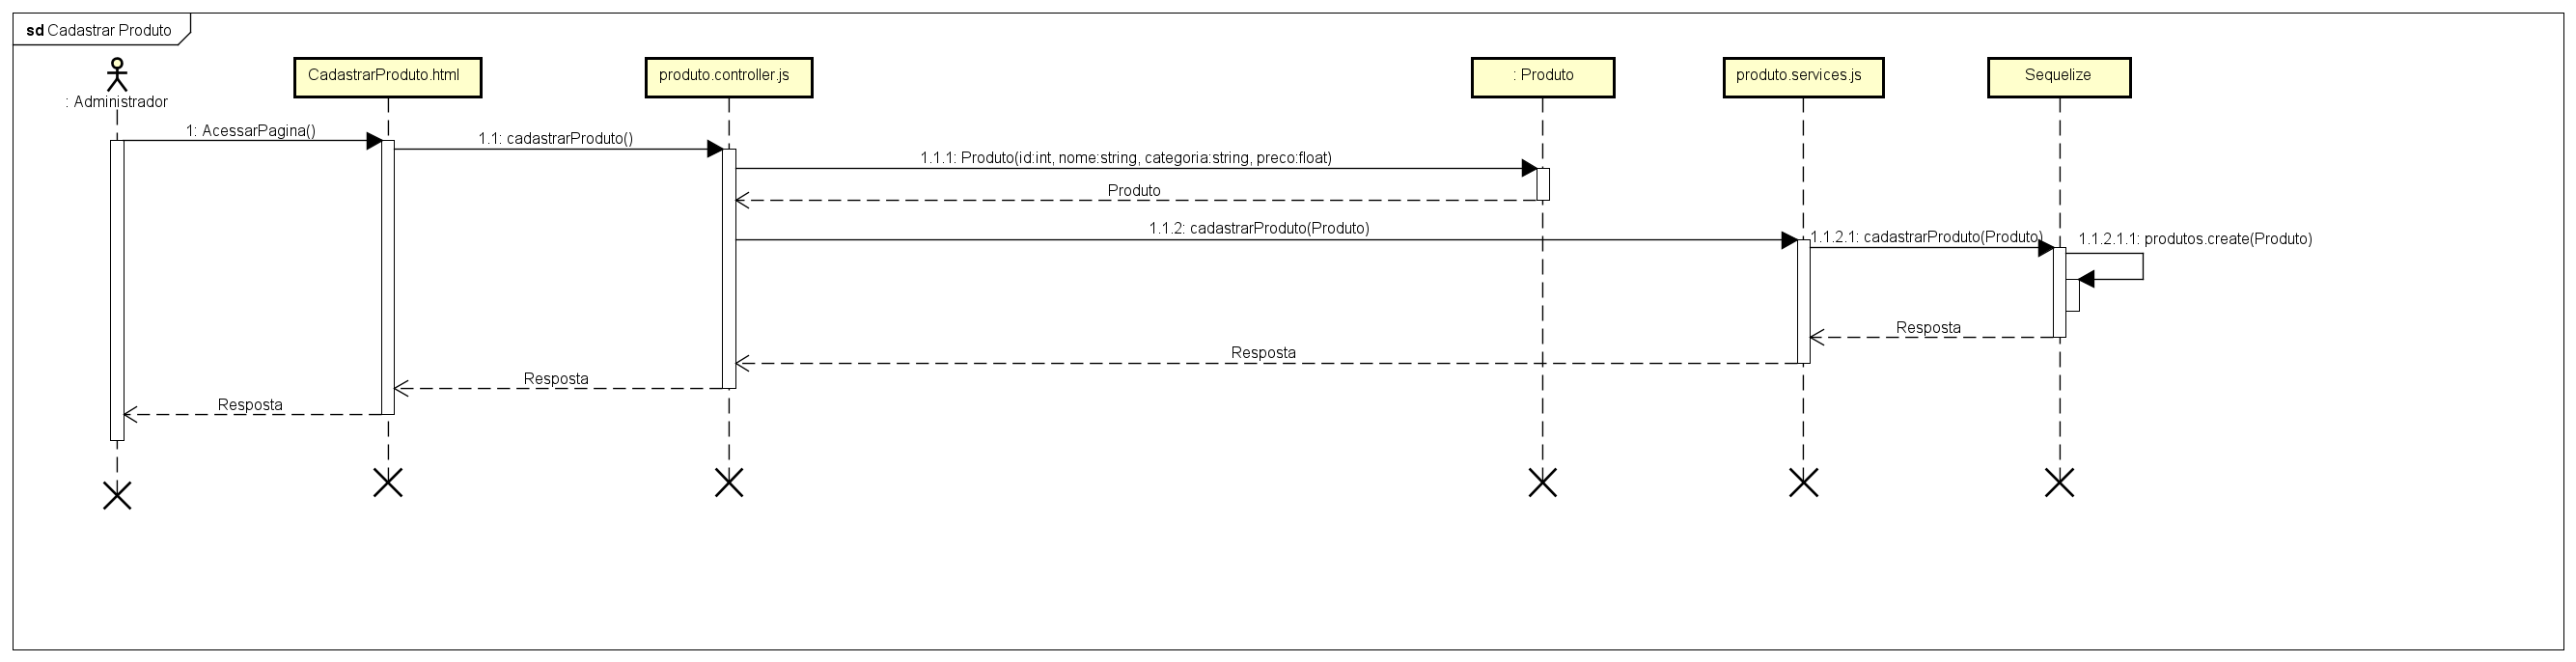 sd Cadastrar Produto
: Administrador
CadastrarProduto.html
produto.controller.js
: Produto
produto.services.js
Sequelize
1: AcessarPagina()
1.1: cadastrarProduto()
1.1.1: Produto(id:int, nome:string, categoria:string, preco:float)
Produto
1.1.2: cadastrarProduto(Produto)
1.1.2.1: cadastrarProduto(Produto)
1.1.2.1.1: produtos.create(Produto)
Resposta
Resposta
Resposta
Resposta